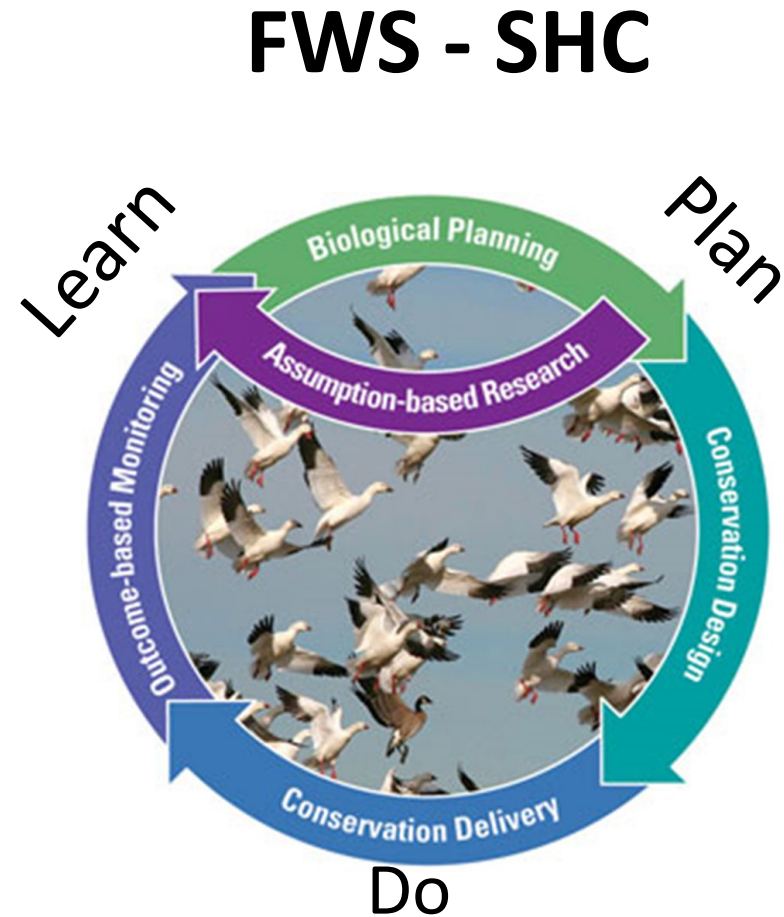 FWS - SHC
Learn
Plan
Biological Planning
Assumption-based Research
Outcome-based Monitoring
Conservation Design
Conservation Delivery
Do